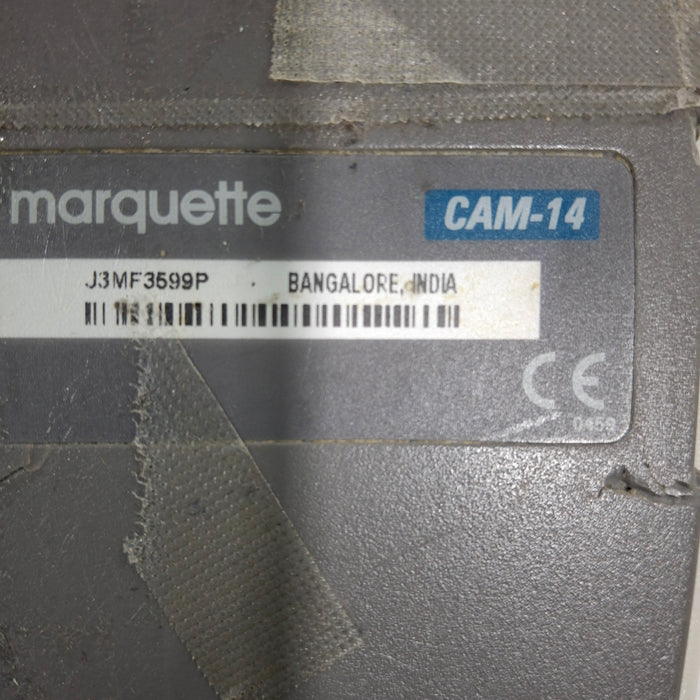 marquette
CAM-14
J3MF3599P · BANGALORE, INDIA
CE
0459